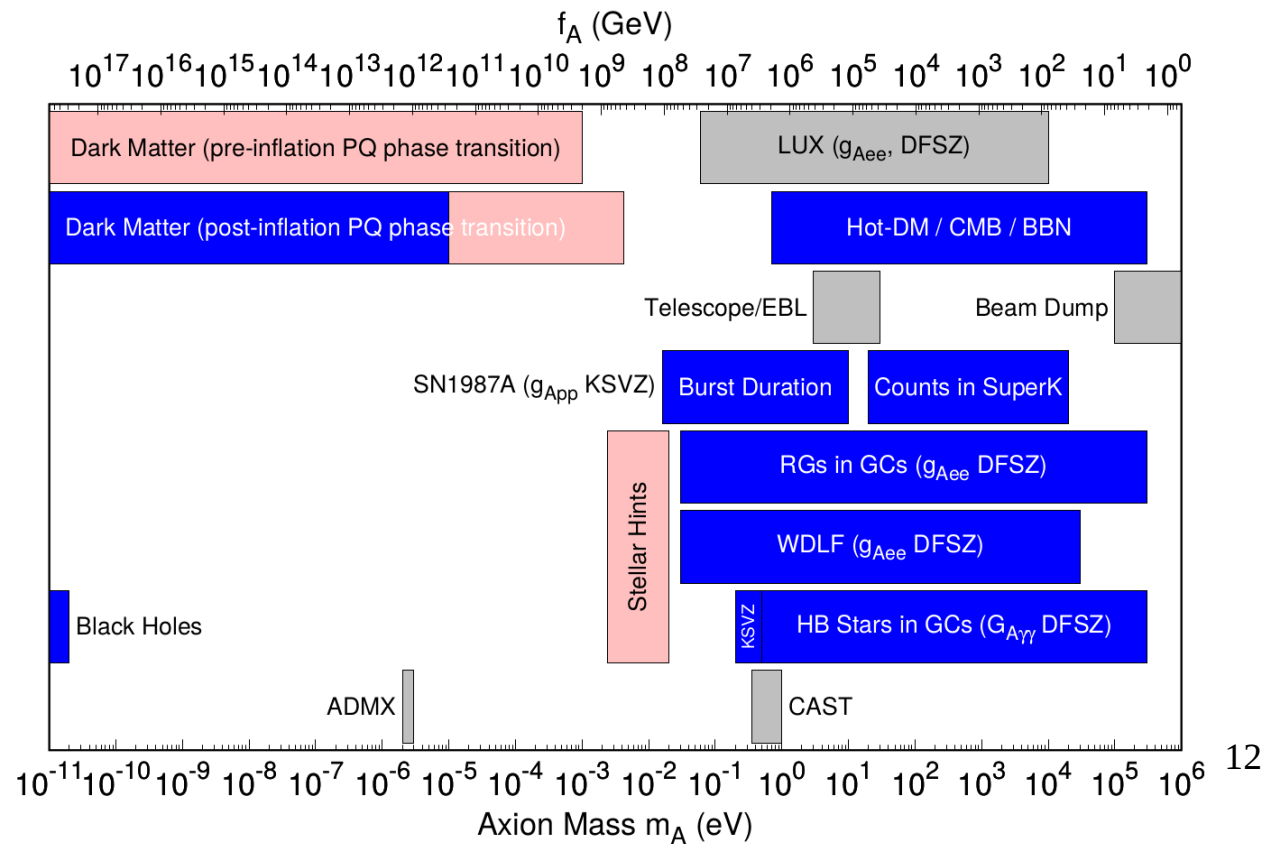 f_A (GeV)
10^17 10^16 10^15 10^14 10^13 10^12 10^11 10^10 10^9 10^8 10^7 10^6 10^5 10^4 10^3 10^2 10^1 10^0
Dark Matter (pre-inflation PQ phase transition)
LUX (g_Aee, DFSZ)
Dark Matter (post-inflation PQ phase transition)
Hot-DM / CMB / BBN
Telescope/EBL
Beam Dump
SN1987A (g_App KSVZ)
Burst Duration
Counts in SuperK
RGs in GCs (g_Aee DFSZ)
Stellar Hints
WDLF (g_Aee DFSZ)
Black Holes
KSVZ
HB Stars in GCs (G_Aγγ DFSZ)
ADMX
CAST
10^-11 10^-10 10^-9 10^-8 10^-7 10^-6 10^-5 10^-4 10^-3 10^-2 10^-1 10^0 10^1 10^2 10^3 10^4 10^5 10^6
12
Axion Mass m_A (eV)